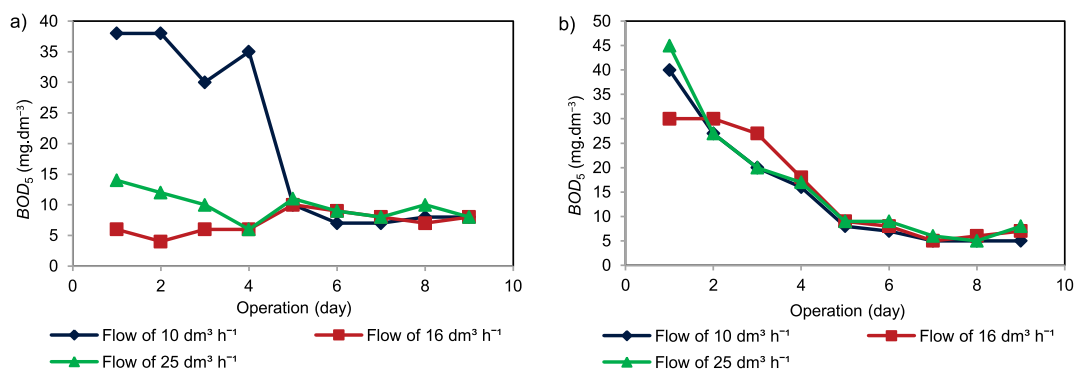 a)
BOD₅ (mg.dm⁻³)
40
35
30
25
20
15
10
5
0
0 2 4 6 8 10
Operation (day)
Flow of 10 dm³ h⁻¹ Flow of 16 dm³ h⁻¹
Flow of 25 dm³ h⁻¹
b)
BOD₅ (mg.dm⁻³)
50
45
40
35
30
25
20
15
10
5
0
0 2 4 6 8 10
Operation (day)
Flow of 10 dm³ h⁻¹ Flow of 16 dm³ h⁻¹
Flow of 25 dm³ h⁻¹